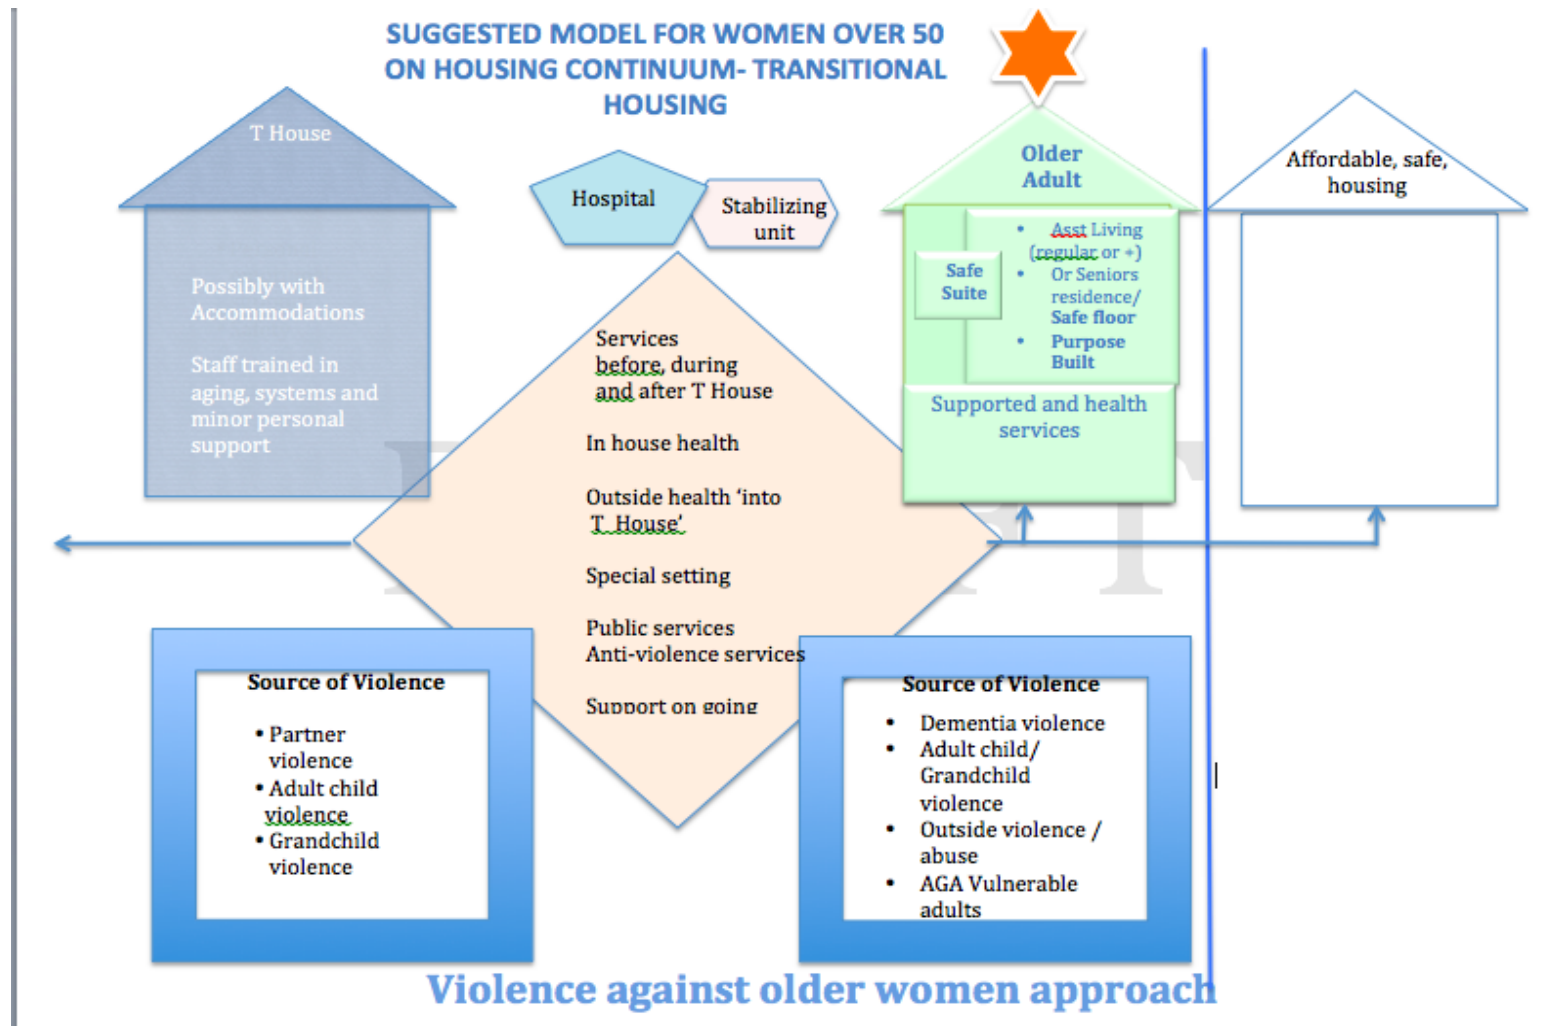 SUGGESTED MODEL FOR WOMEN OVER 50
ON HOUSING CONTINUUM- TRANSITIONAL
HOUSING
T House
Possibly with
Accommodations
Staff trained in
aging, systems and
minor personal
support
Hospital
Stabilizing
unit
Services
before, during
and after T House
In house health
Outside health ‘into
T House’
Special setting
Public services
Anti-violence services
Support on going
Older
Adult
Safe
Suite
• Asst Living
(regular or +)
• Or Seniors
residence/
Safe floor
• Purpose
Built
Supported and health
services
Affordable, safe,
housing
Source of Violence
• Partner
violence
• Adult child
violence
• Grandchild
violence
Source of Violence
• Dementia violence
• Adult child/
Grandchild
violence
• Outside violence /
abuse
• AGA Vulnerable
adults
Violence against older women approach